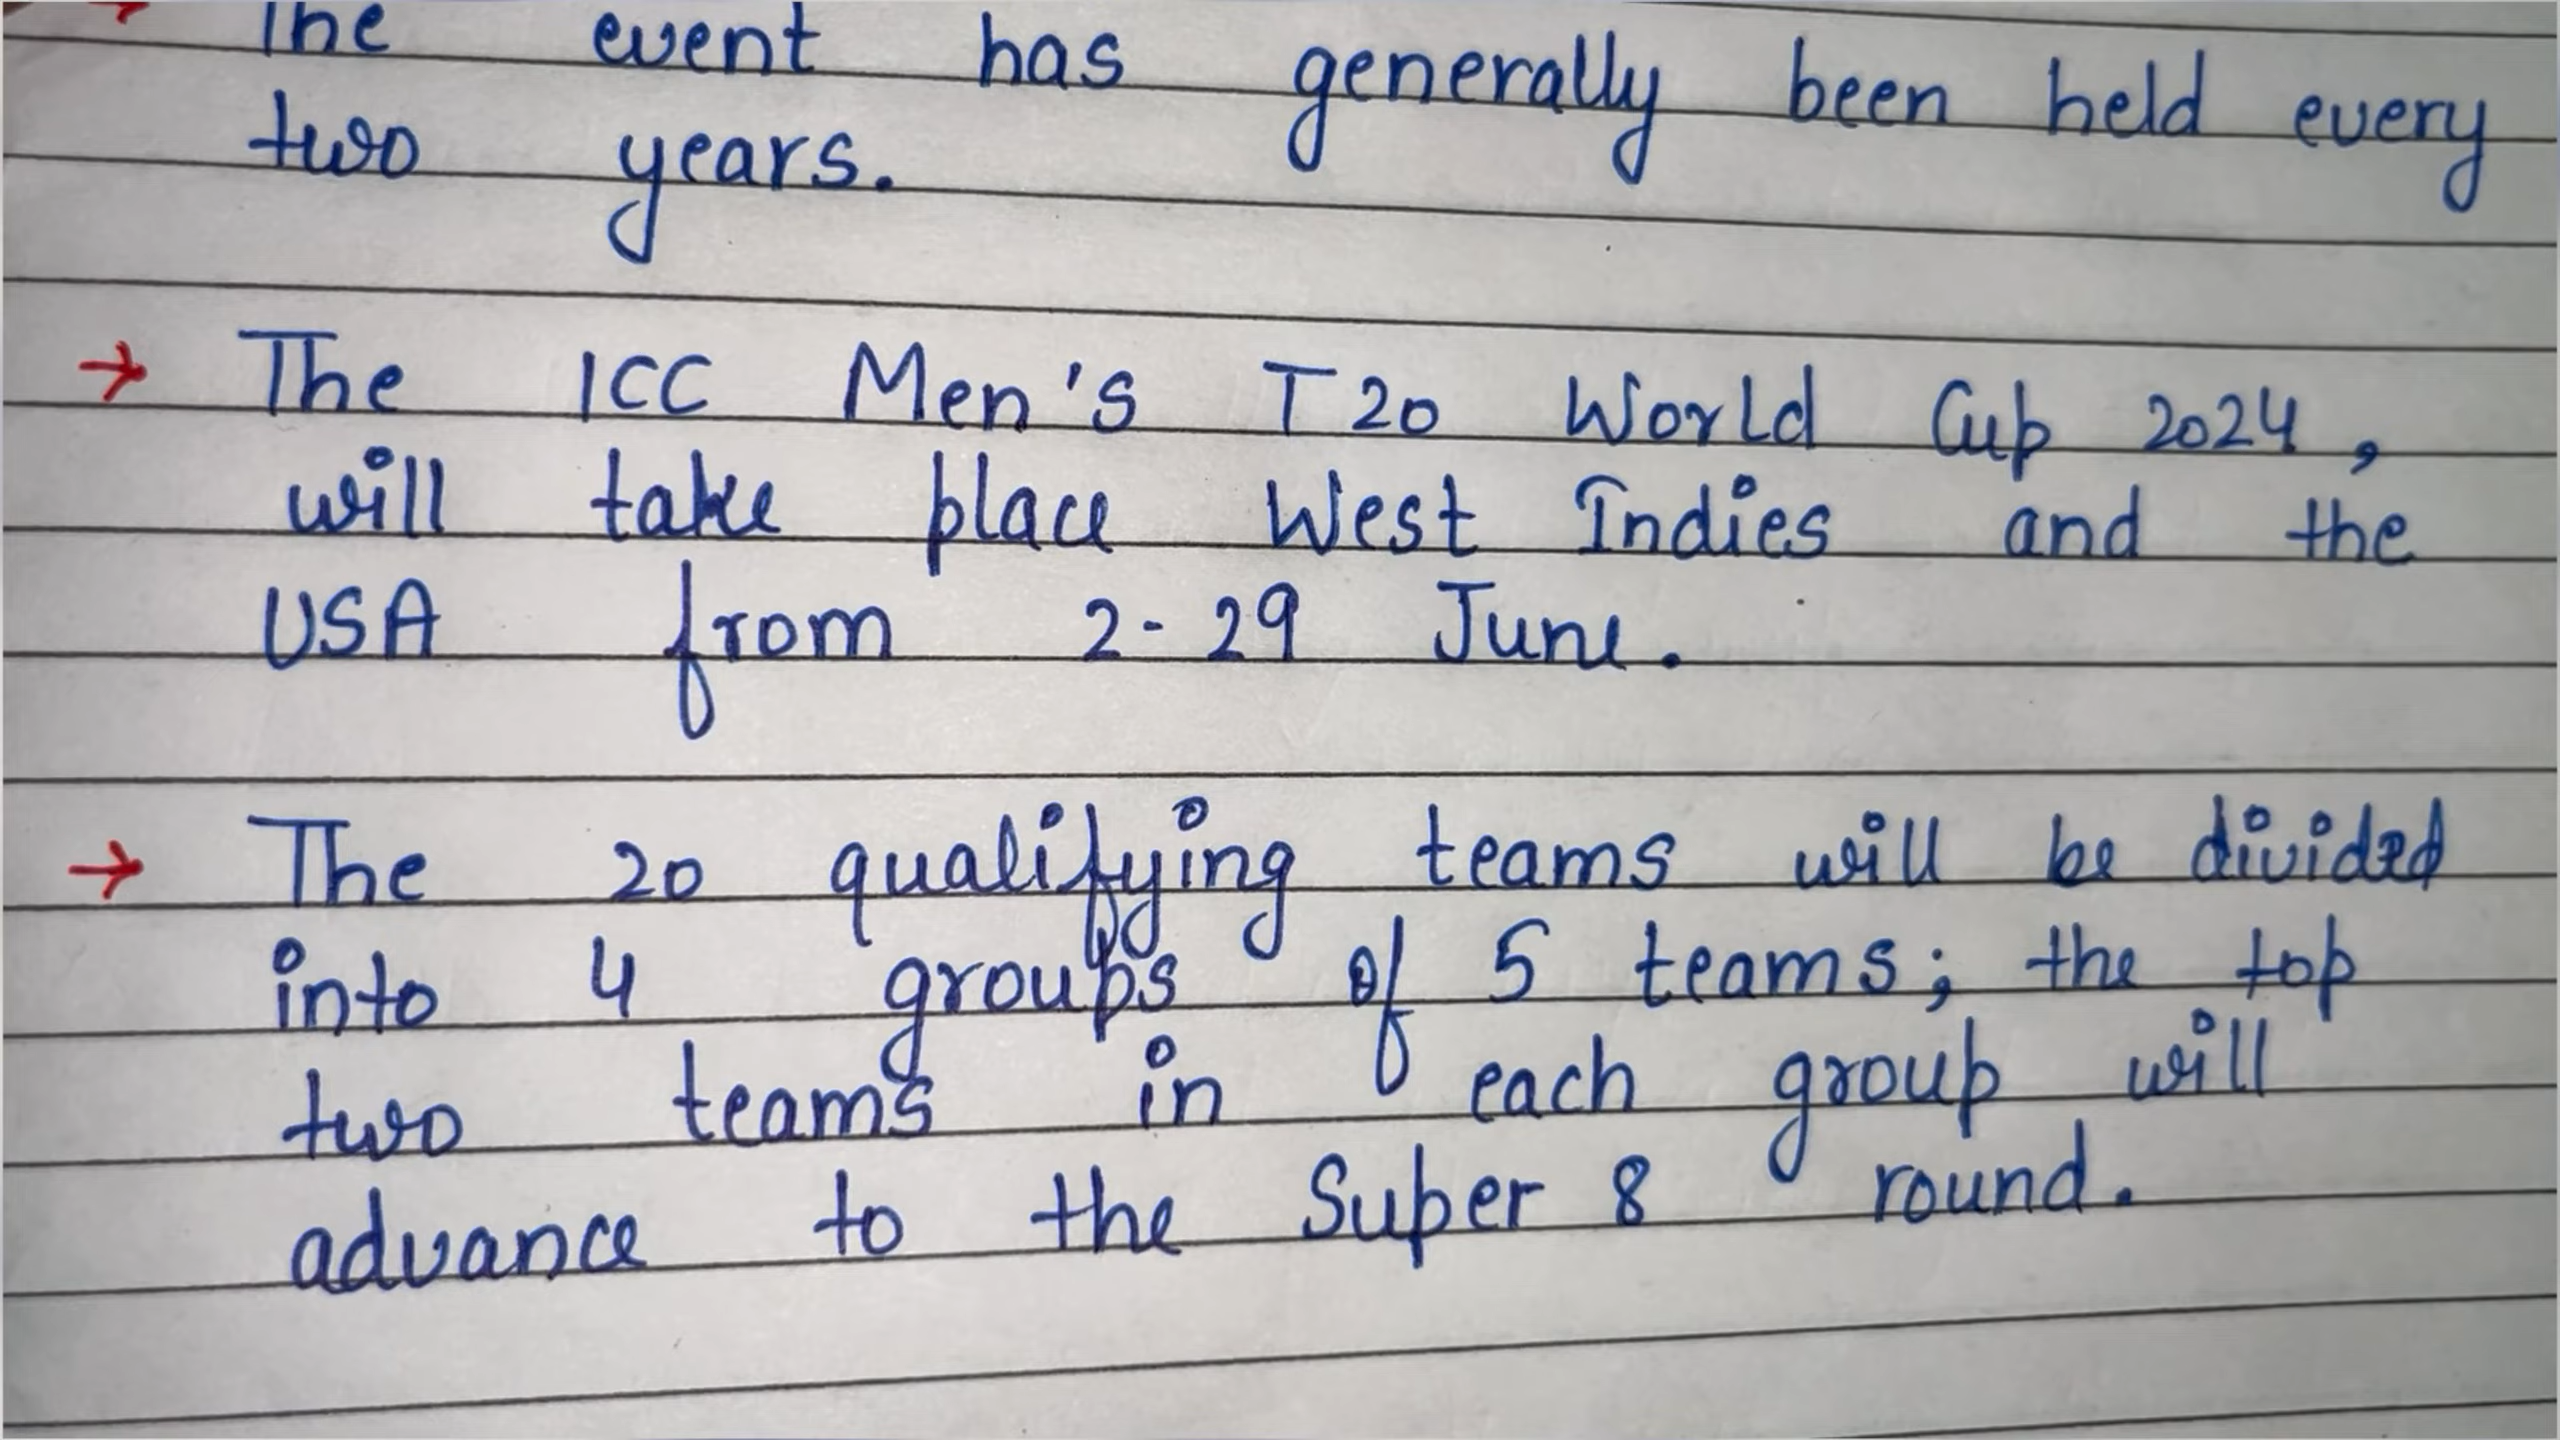 → The event has generally been held every
two years.
→ The ICC Men's T20 World Cup 2024,
will take place West Indies and the
USA from 2-29 June.
→ The 20 qualifying teams will be divided
into 4 groups of 5 teams; the top
two teams in each group will
advance to the Super 8 round.